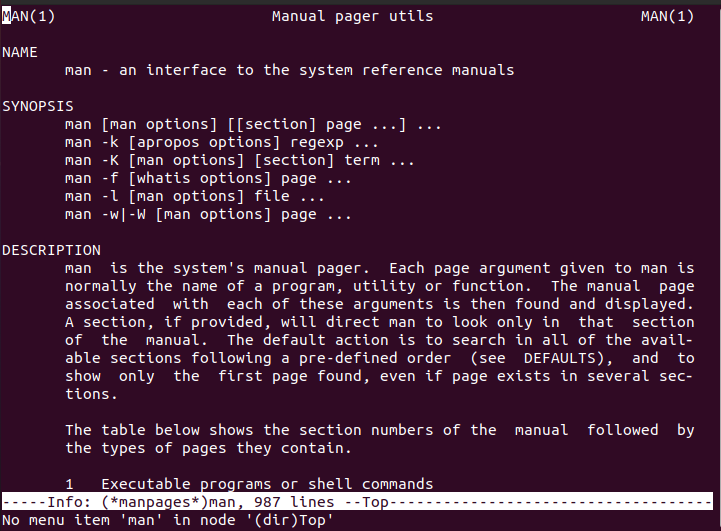 MAN(1)                        Manual pager utils                       MAN(1)
NAME
       man - an interface to the system reference manuals
SYNOPSIS
       man [man options] [[section] page ...] ...
       man -k [apropos options] regexp ...
       man -K [man options] [section] term ...
       man -f [whatis options] page ...
       man -l [man options] file ...
       man -w|-W [man options] page ...
DESCRIPTION
       man  is the system's manual pager.  Each page argument given to man is
       normally the name of a program, utility or function.  The manual  page
       associated  with  each of these arguments is then found and displayed.
       A section, if provided, will direct man to look only in  that  section
       of  the  manual.  The default action is to search in all of the avail-
       able sections following a pre-defined order  (see  DEFAULTS),  and  to
       show  only  the  first page found, even if page exists in several sec-
       tions.
       The table below shows the section numbers of the  manual  followed  by
       the types of pages they contain.
       1   Executable programs or shell commands
-----Info: (*manpages*)man, 987 lines --Top------------------------------------
No menu item 'man' in node '(dir)Top'